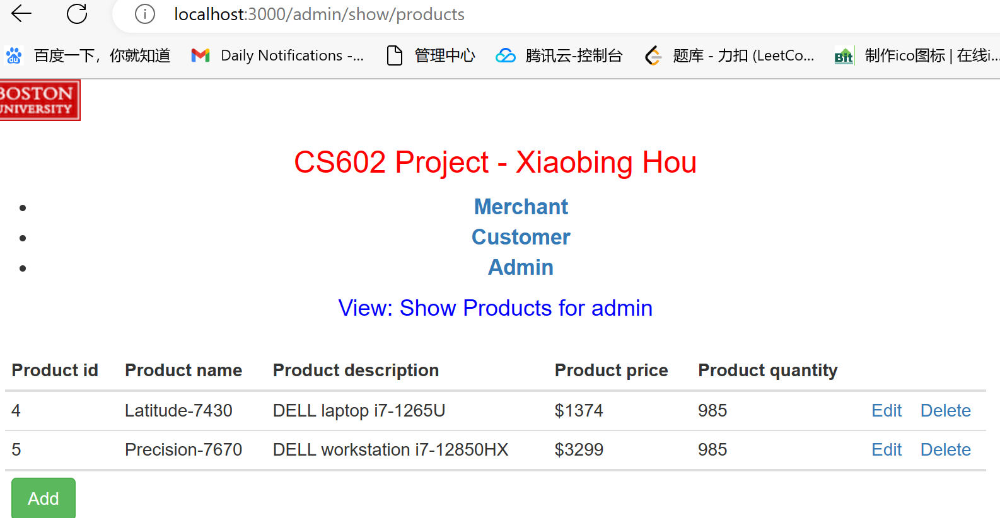 localhost:3000/admin/show/products
百度一下，你就知道 Daily Notifications -... 管理中心 腾讯云-控制台 题库 - 力扣 (LeetCo... 制作ico图标 | 在线i...
BOSTON
UNIVERSITY
CS602 Project - Xiaobing Hou
Merchant
Customer
Admin
View: Show Products for admin
Product id Product name Product description Product price Product quantity
4 Latitude-7430 DELL laptop i7-1265U $1374 985 Edit Delete
5 Precision-7670 DELL workstation i7-12850HX $3299 985 Edit Delete
Add